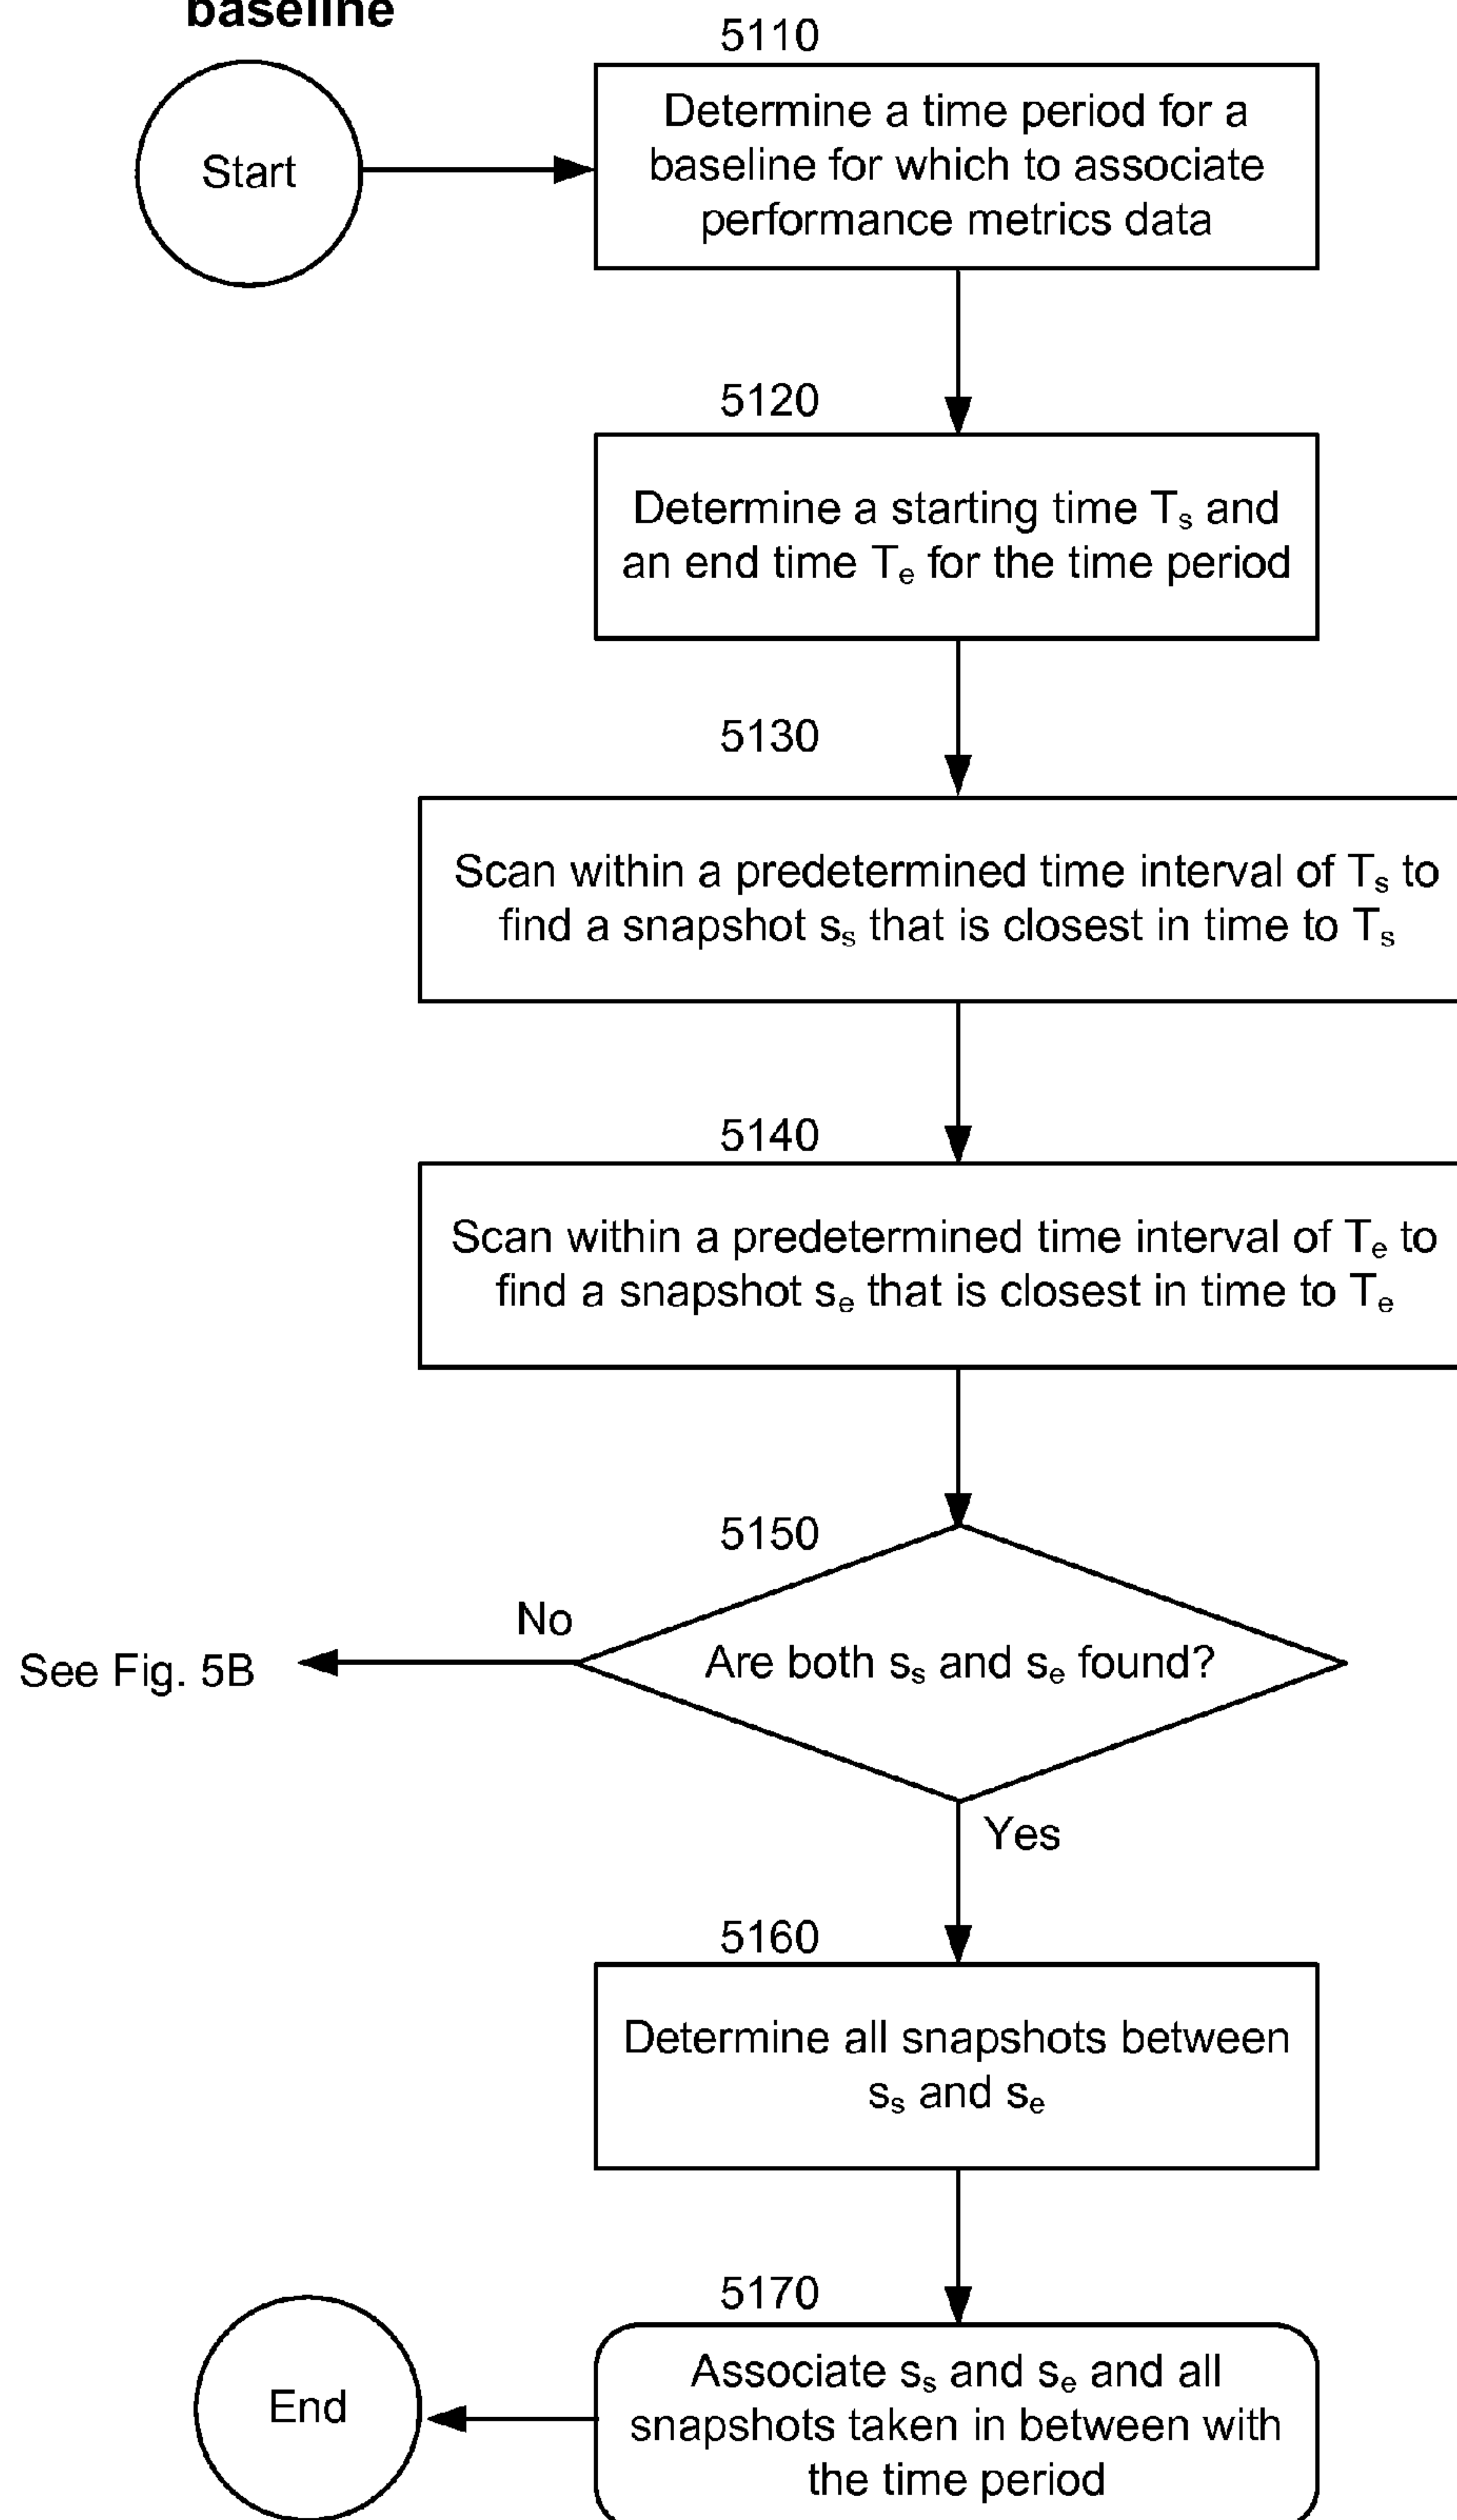 baseline
5110
Start
Determine a time period for a
baseline for which to associate
performance metrics data
5120
Determine a starting time Ts and
an end time Te for the time period
5130
Scan within a predetermined time interval of Ts to
find a snapshot ss that is closest in time to Ts
5140
Scan within a predetermined time interval of Te to
find a snapshot se that is closest in time to Te
5150
No
See Fig. 5B
Are both ss and se found?
Yes
5160
Determine all snapshots between
ss and se
5170
End
Associate ss and se and all
snapshots taken in between with
the time period